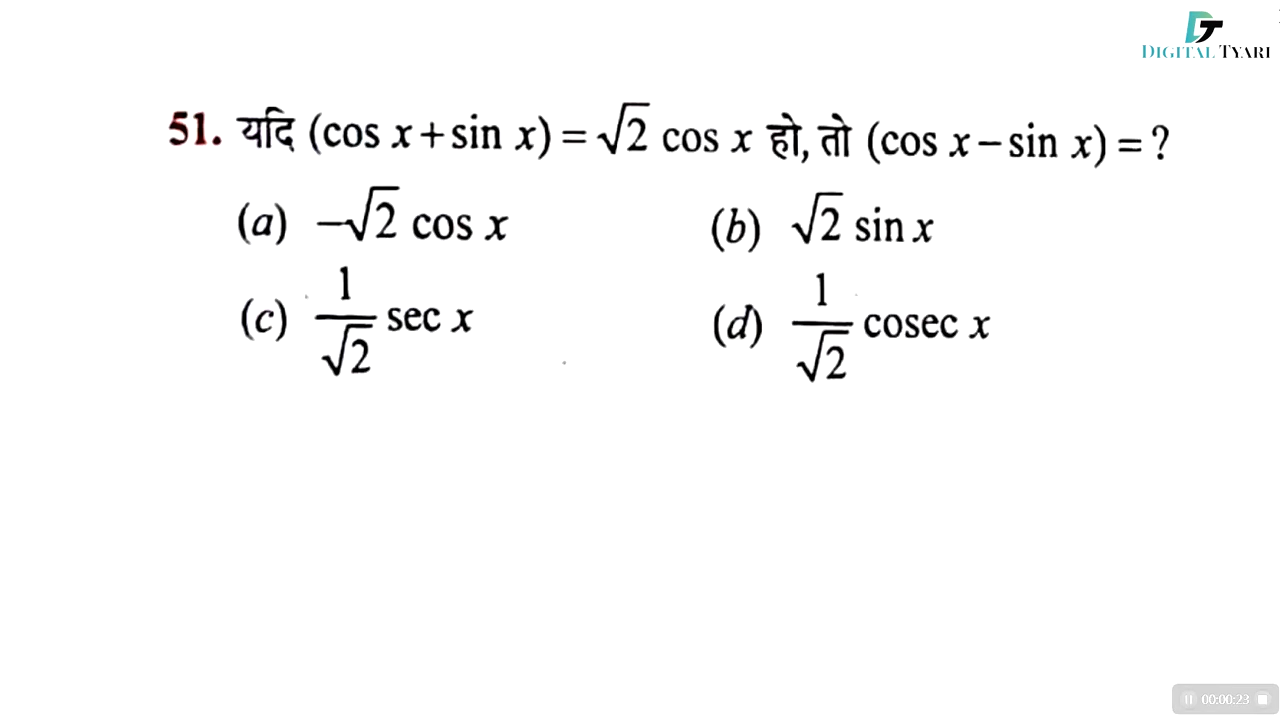 DIGITAL TYARI
51. यदि (cos x + sin x) = √2 cos x हो, तो (cos x – sin x) = ?
(a) –√2 cos x (b) √2 sin x
(c) 1/√2 sec x (d) 1/√2 cosec x
00:00:23